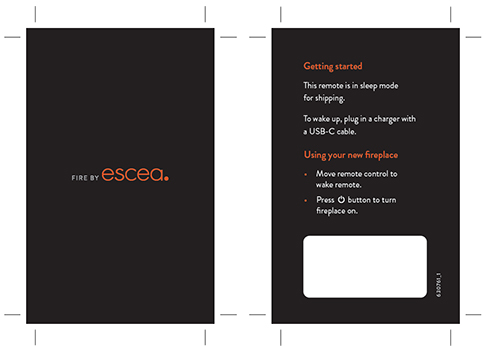 FIRE BY escea.
Getting started
This remote is in sleep mode
for shipping.
To wake up, plug in a charger with
a USB-C cable.
Using your new fireplace
• Move remote control to
wake remote.
• Press ⏻ button to turn
fireplace on.
630761_1